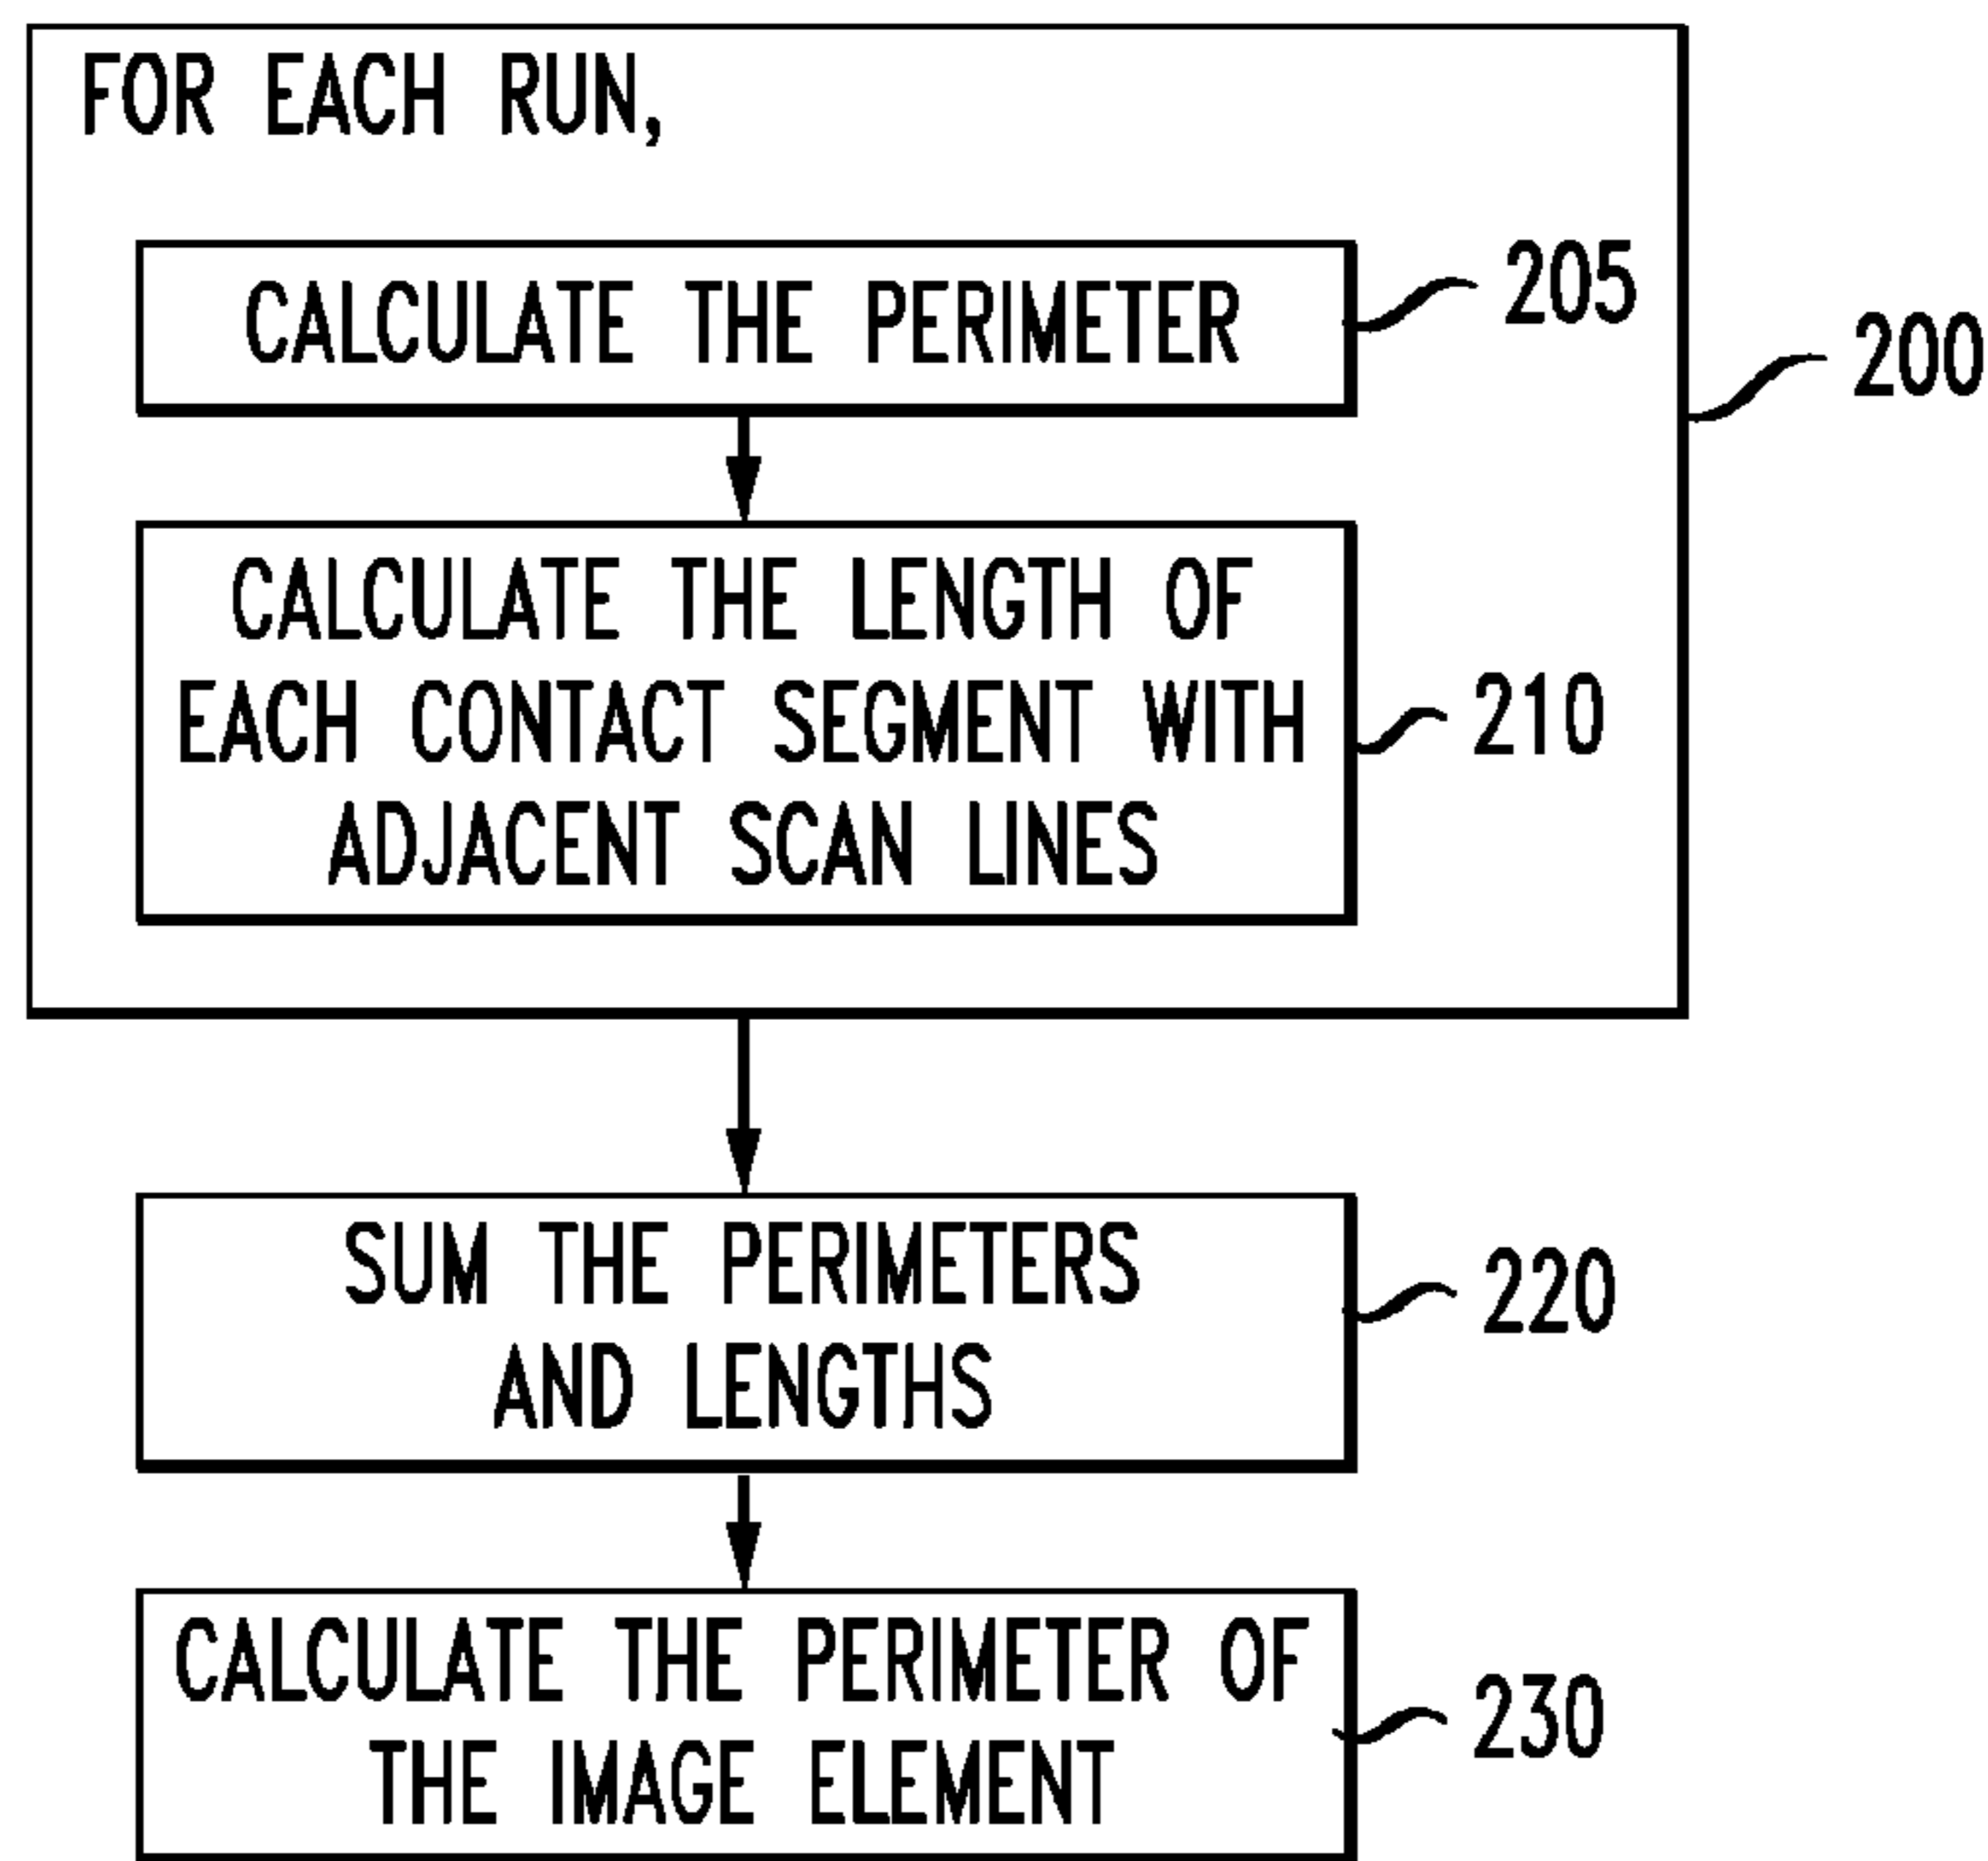 FOR EACH RUN,
CALCULATE THE PERIMETER
205
200
CALCULATE THE LENGTH OF
EACH CONTACT SEGMENT WITH
ADJACENT SCAN LINES
210
SUM THE PERIMETERS
AND LENGTHS
220
CALCULATE THE PERIMETER OF
THE IMAGE ELEMENT
230